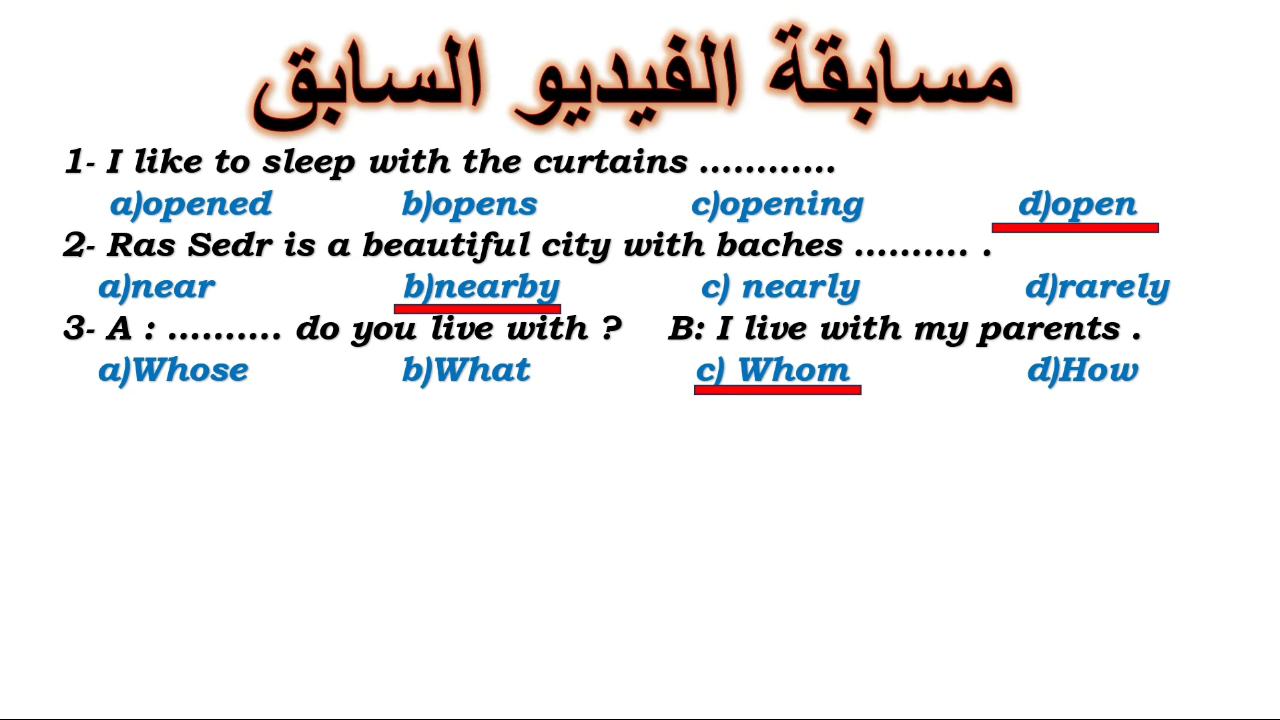 مسابقة الفيديو السابق
1- I like to sleep with the curtains ............
a)opened b)opens c)opening d)open
2- Ras Sedr is a beautiful city with baches .......... .
a)near b)nearby c) nearly d)rarely
3- A : .......... do you live with ? B: I live with my parents .
a)Whose b)What c) Whom d)How